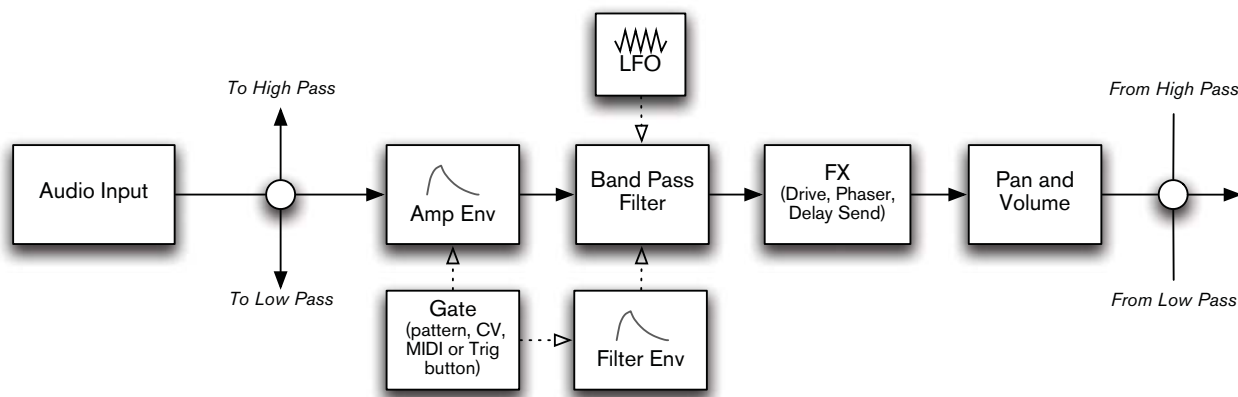 LFO
To High Pass
From High Pass
Audio Input
Amp Env
Band Pass
Filter
FX
(Drive, Phaser,
Delay Send)
Pan and
Volume
To Low Pass
From Low Pass
Gate
(pattern, CV,
MIDI or Trig
button)
Filter Env